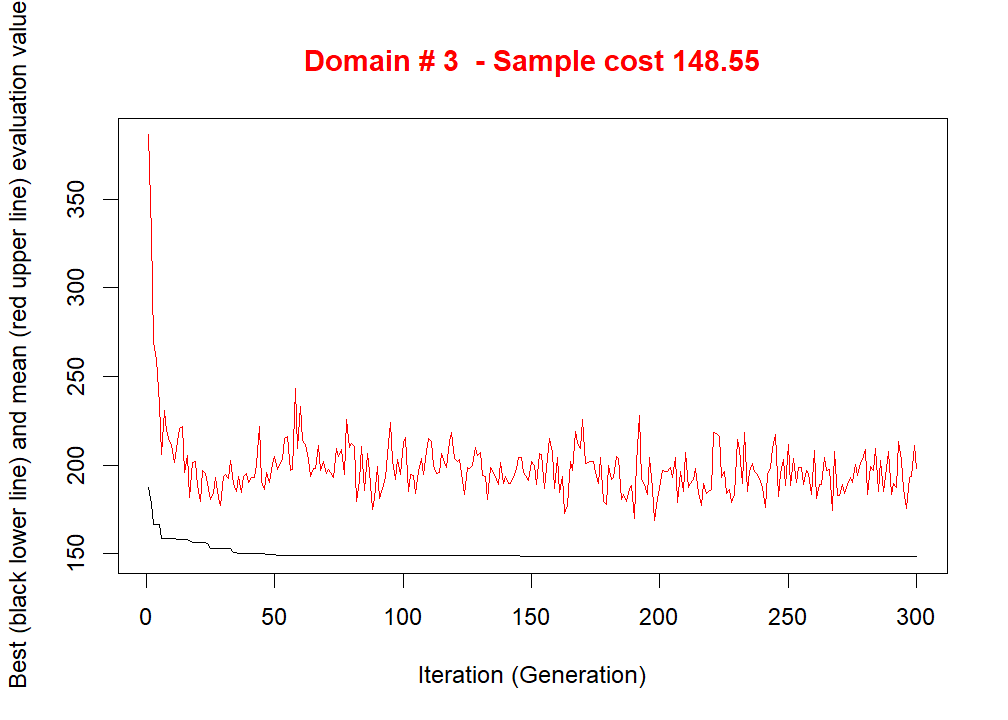 Domain # 3 - Sample cost 148.55
Best (black lower line) and mean (red upper line) evaluation value
350
300
250
200
150
0 50 100 150 200 250 300
Iteration (Generation)